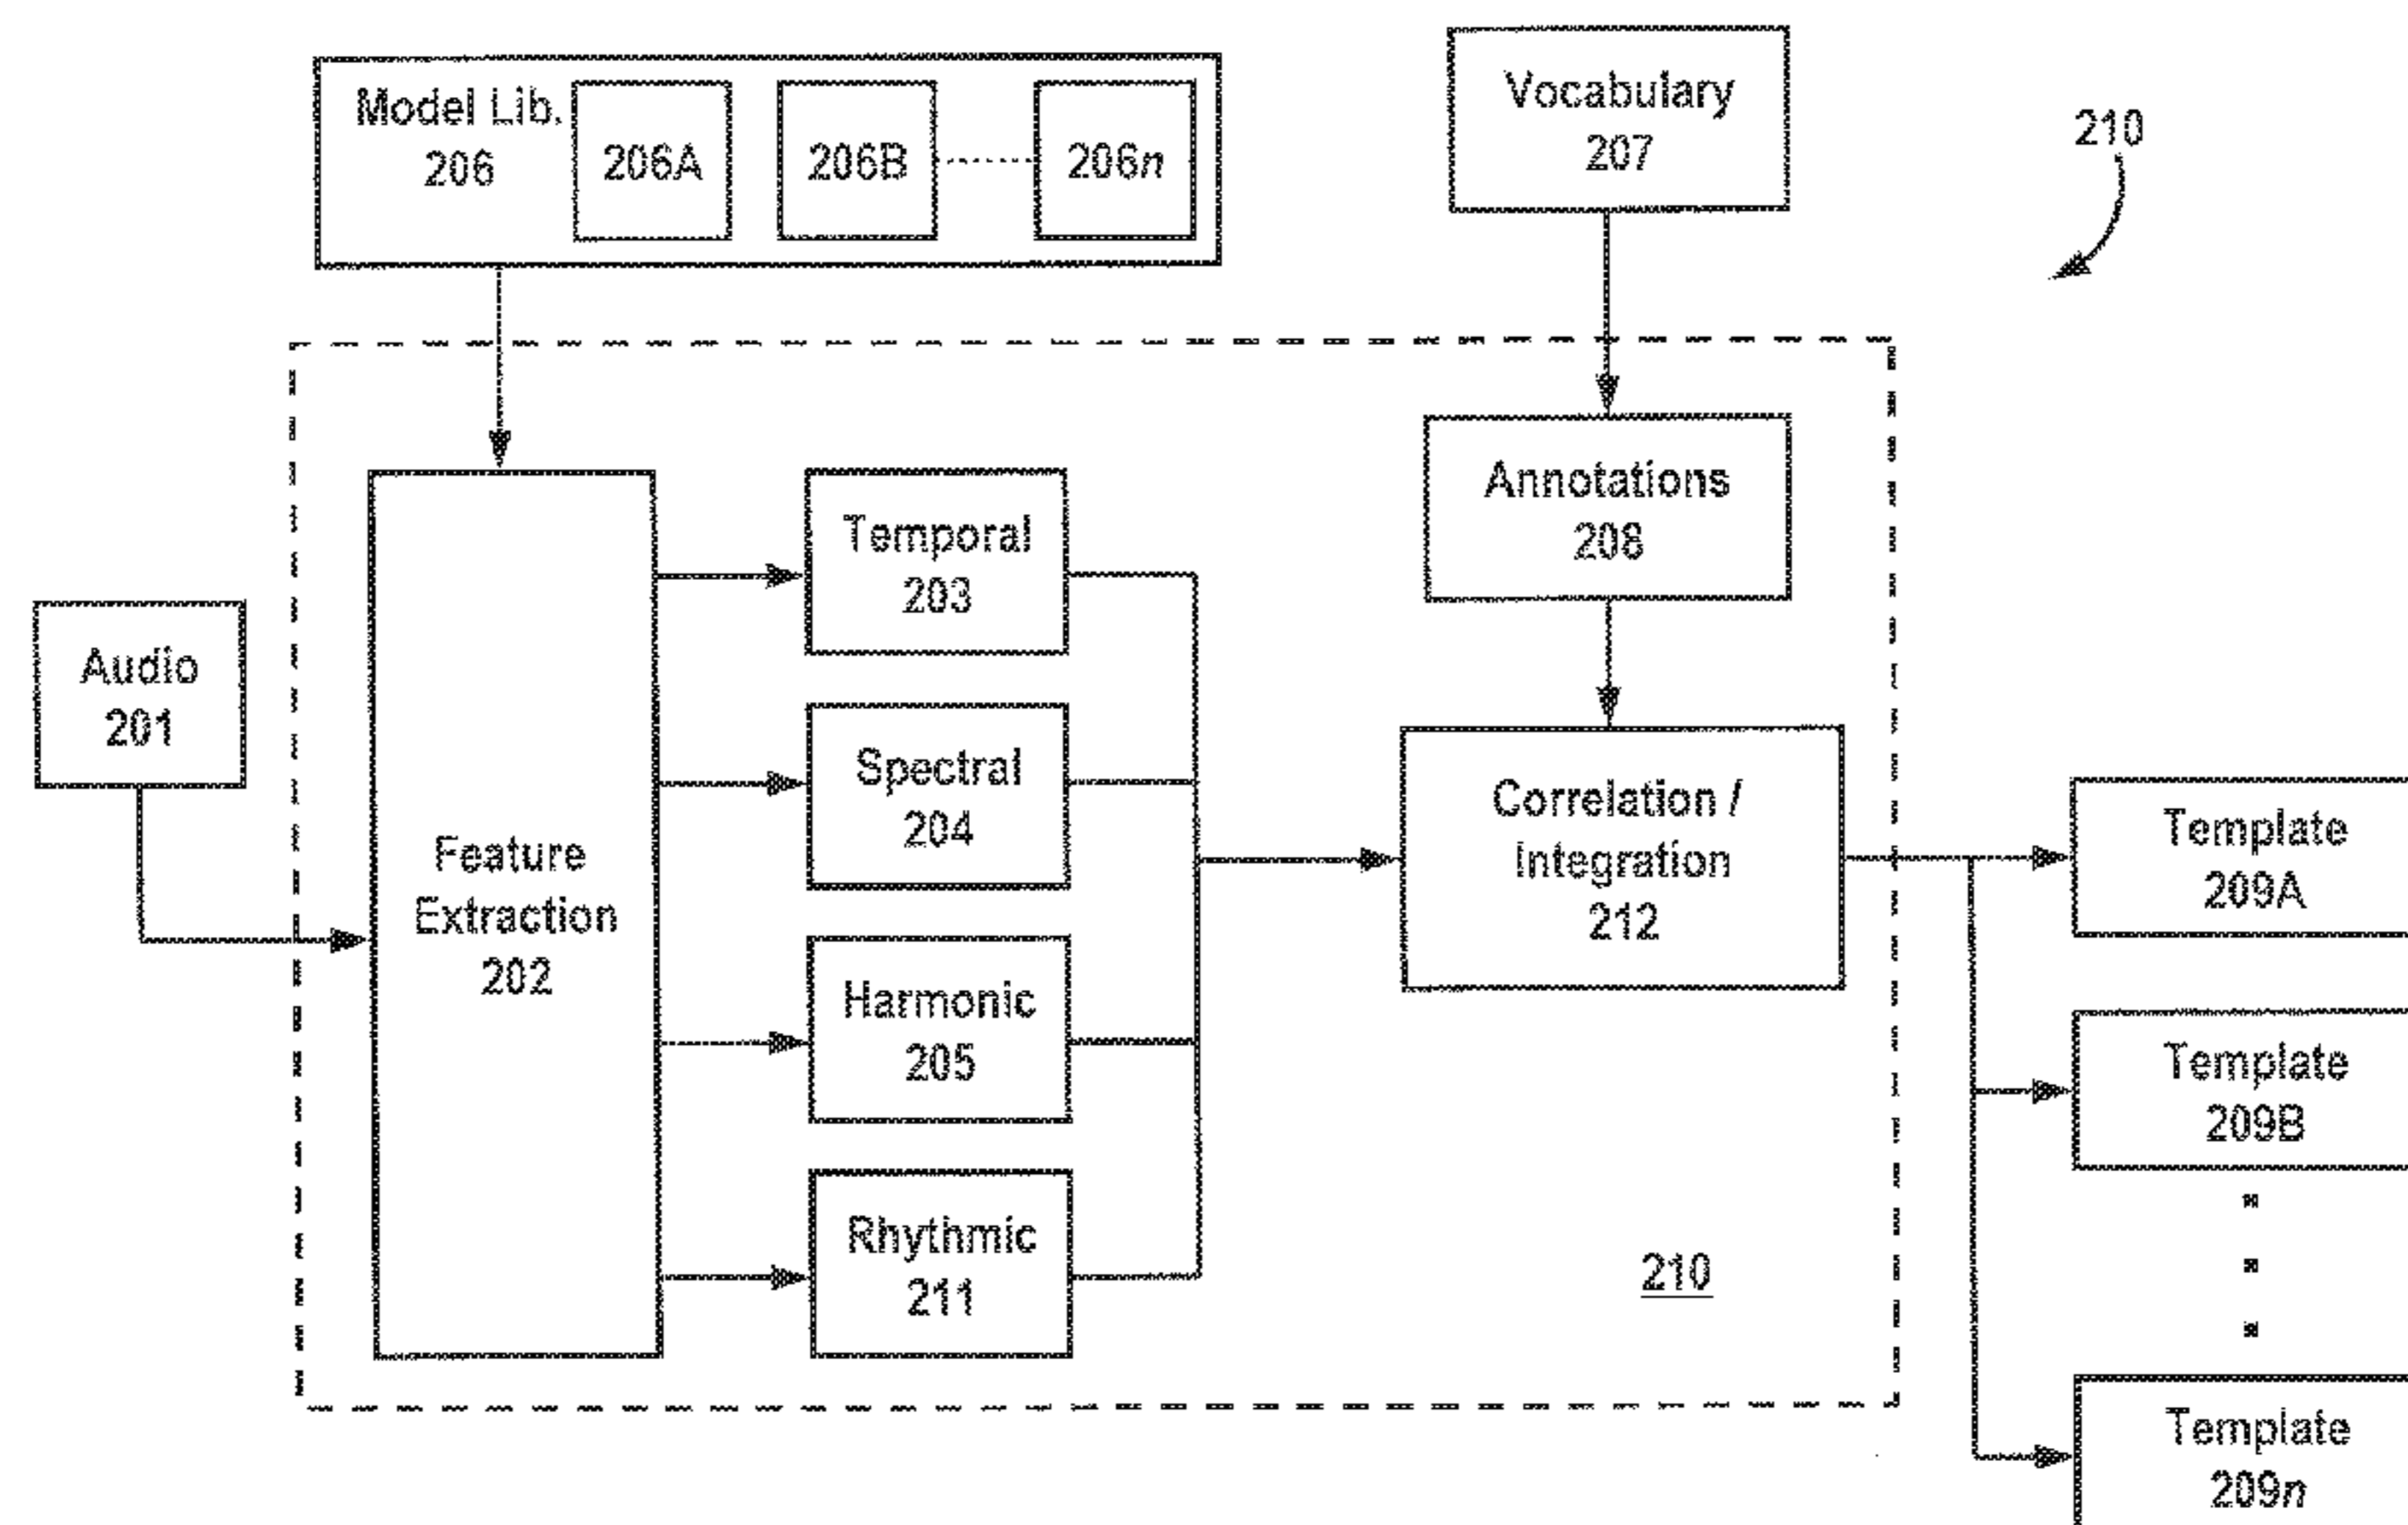 Model Lib.
206
206A
206B
206n
Vocabulary
207
210
Annotations
208
Temporal
203
Audio
201
Spectral
204
Feature
Extraction
202
Correlation /
Integration
212
Template
209A
Harmonic
205
Template
209B
Rhythmic
211
210
Template
209n